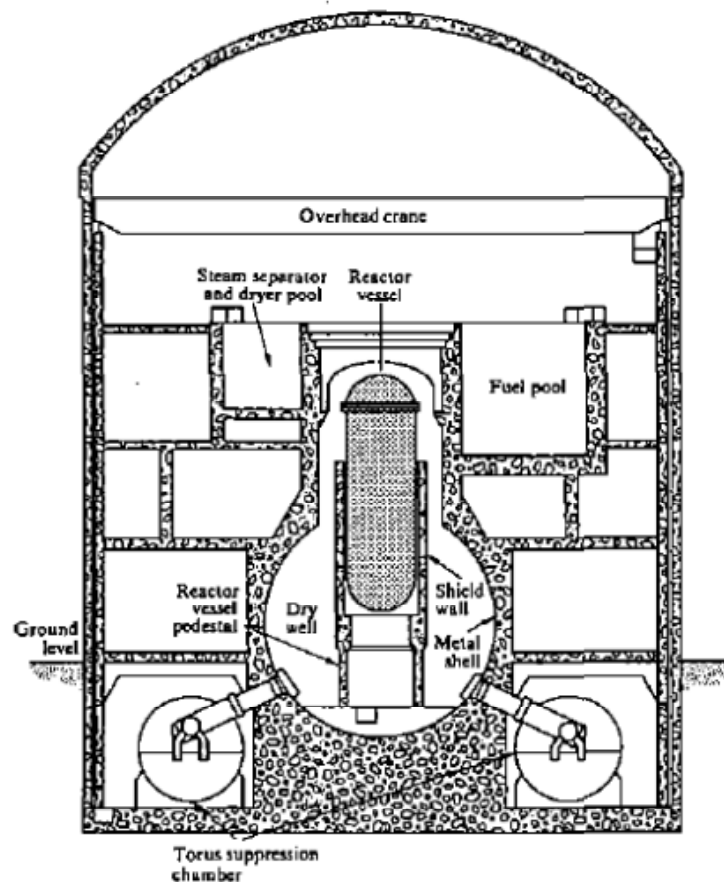 Overhead crane
Steam separator
and dryer pool
Reactor
vessel
Fuel pool
Reactor
vessel
pedestal
Dry
well
Shield
wall
Metal
shell
Ground
level
Torus suppression
chamber